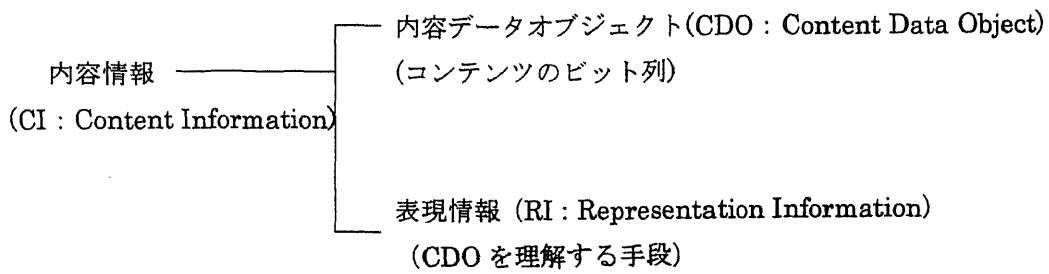 内容データオブジェクト(CDO : Content Data Object)
内容情報
(コンテンツのビット列)
(CI : Content Information)
表現情報 (RI : Representation Information)
(CDO を理解する手段)